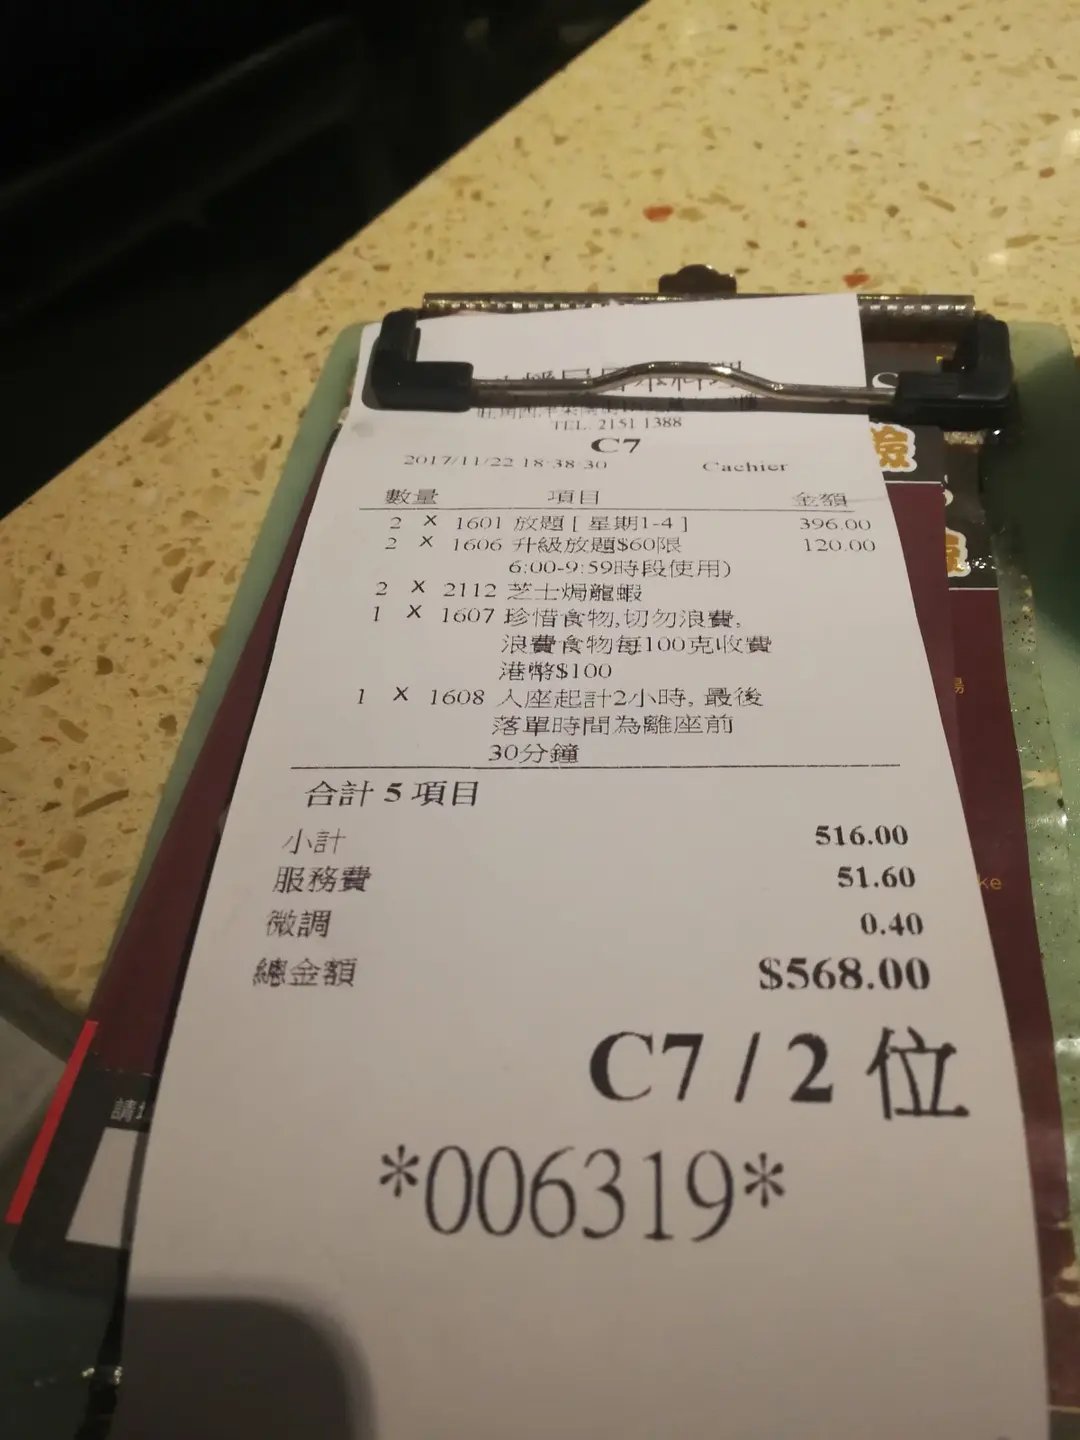 日本料理
TEL. 2151 1388
C7
2017/11/22 18:38:30 Cachier
數量 項目 金額
2 X 1601 放題 [ 星期1-4 ] 396.00
2 X 1606 升級放題$60限 120.00
6:00-9:59時段使用)
2 X 2112 芝士焗龍蝦
1 X 1607 珍惜食物,切勿浪費,
浪費食物每100克收費
港幣$100
1 X 1608 入座起計2小時, 最後
落單時間為離座前
30分鐘
合計 5 項目
小計 516.00
服務費 51.60
微調 0.40
總金額 $568.00
C7 / 2 位
*006319*
請
ke